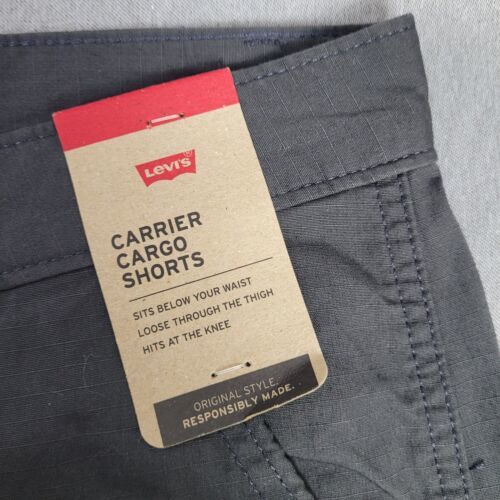 Levi's®
CARRIER
CARGO
SHORTS
SITS BELOW YOUR WAIST
LOOSE THROUGH THE THIGH
HITS AT THE KNEE
ORIGINAL STYLE.
RESPONSIBLY MADE.